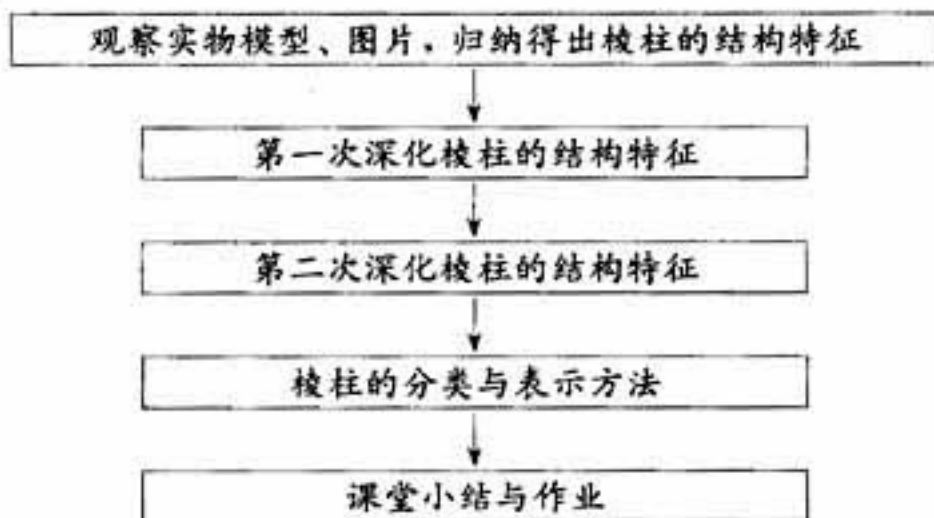 观察实物模型、图片,归纳得出棱柱的结构特征
第一次深化棱柱的结构特征
第二次深化棱柱的结构特征
棱柱的分类与表示方法
课堂小结与作业